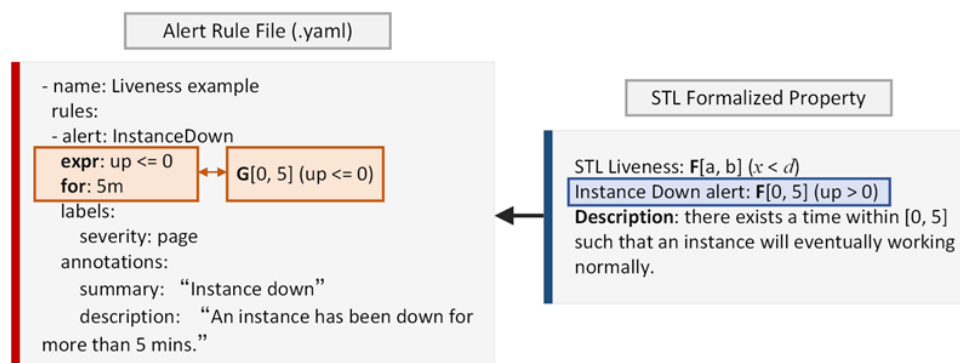 Alert Rule File (.yaml)
- name: Liveness example
rules:
- alert: InstanceDown
expr: up <= 0
for: 5m
G[0, 5] (up <= 0)
labels:
severity: page
annotations:
summary: “Instance down”
description: “An instance has been down for
more than 5 mins.”
STL Formalized Property
STL Liveness: F[a, b] (x < d)
Instance Down alert: F[0, 5] (up > 0)
Description: there exists a time within [0, 5]
such that an instance will eventually working
normally.